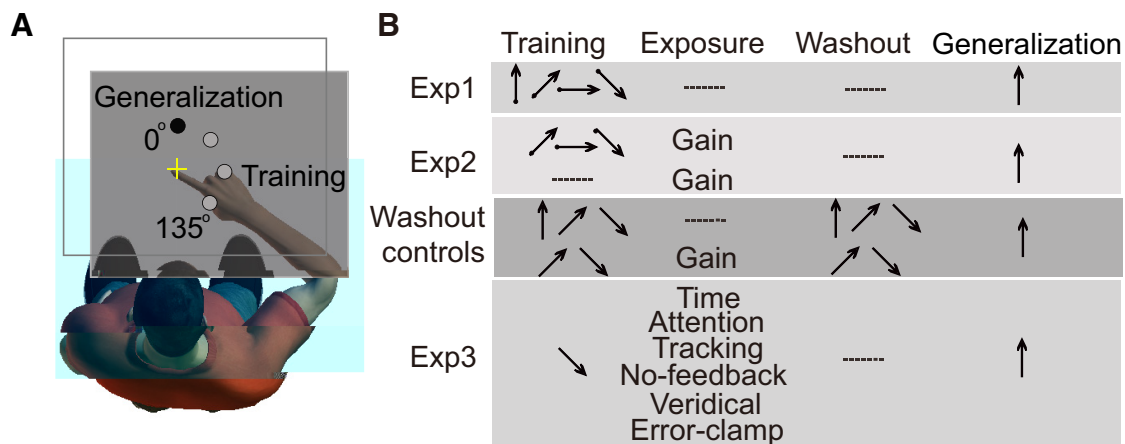 A
Generalization
0°
Training
135°
B
Training Exposure Washout Generalization
Exp1
Exp2 Gain
Gain
Washout
controls Gain
Exp3
Time
Attention
Tracking
No-feedback
Veridical
Error-clamp